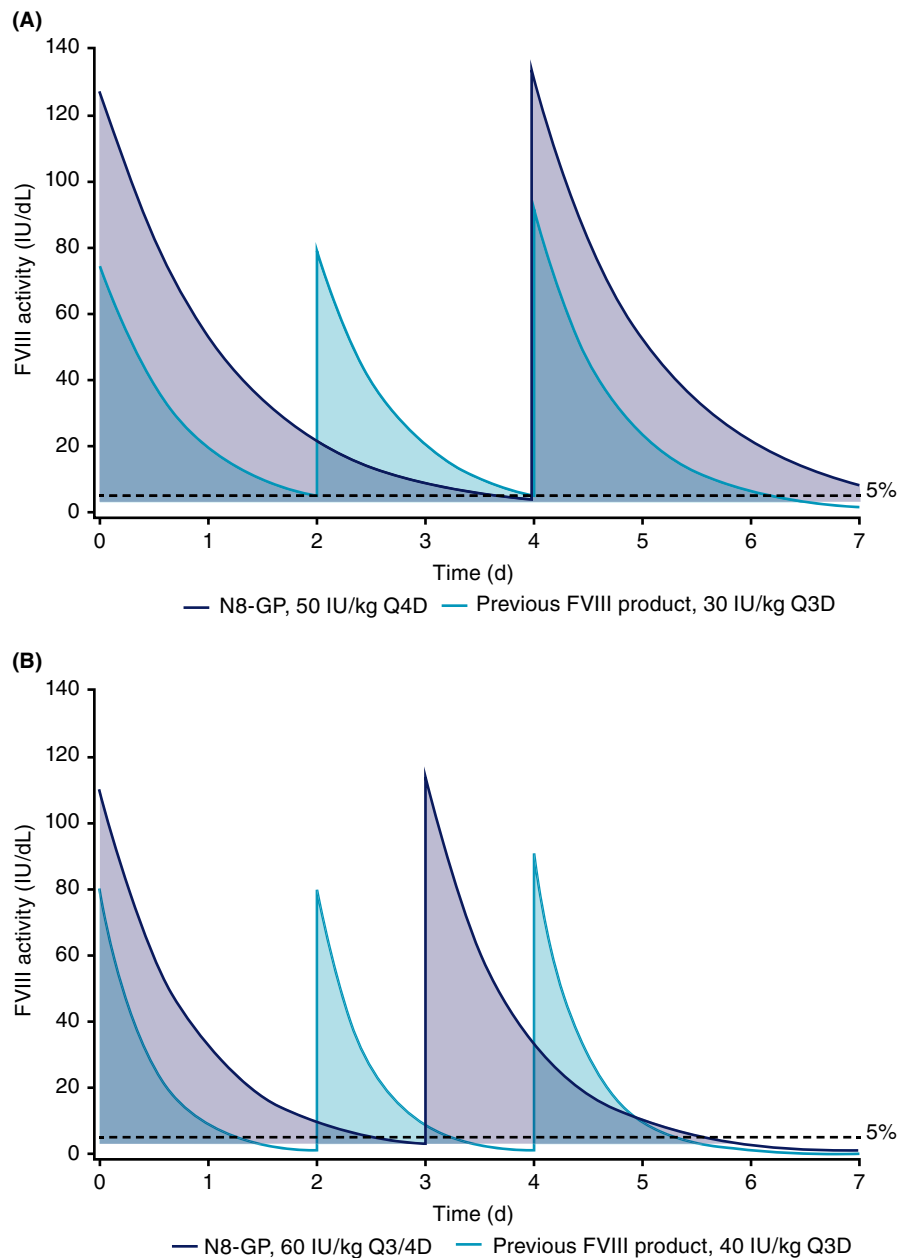 (A)
140
120
100
80
60
40
20
0
FVIII activity (IU/dL)
5%
0 1 2 3 4 5 6 7
Time (d)
N8-GP, 50 IU/kg Q4D Previous FVIII product, 30 IU/kg Q3D
(B)
140
120
100
80
60
40
20
0
FVIII activity (IU/dL)
5%
0 1 2 3 4 5 6 7
Time (d)
N8-GP, 60 IU/kg Q3/4D Previous FVIII product, 40 IU/kg Q3D